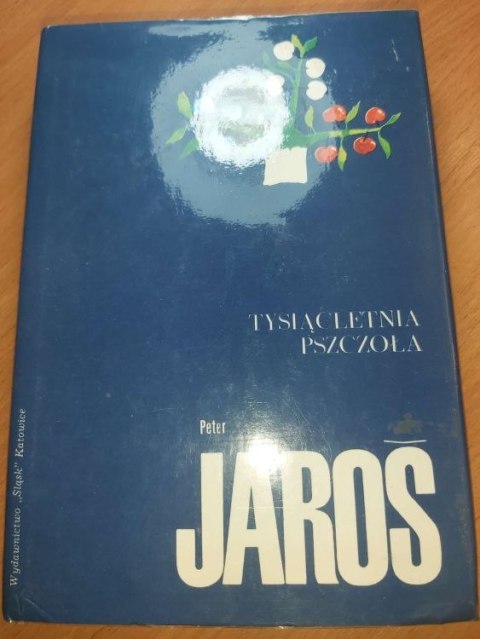 TYSIĄCLETNIA
PSZCZOŁA
Peter
JAROŠ
Wydawnictwo „Śląsk” Katowice